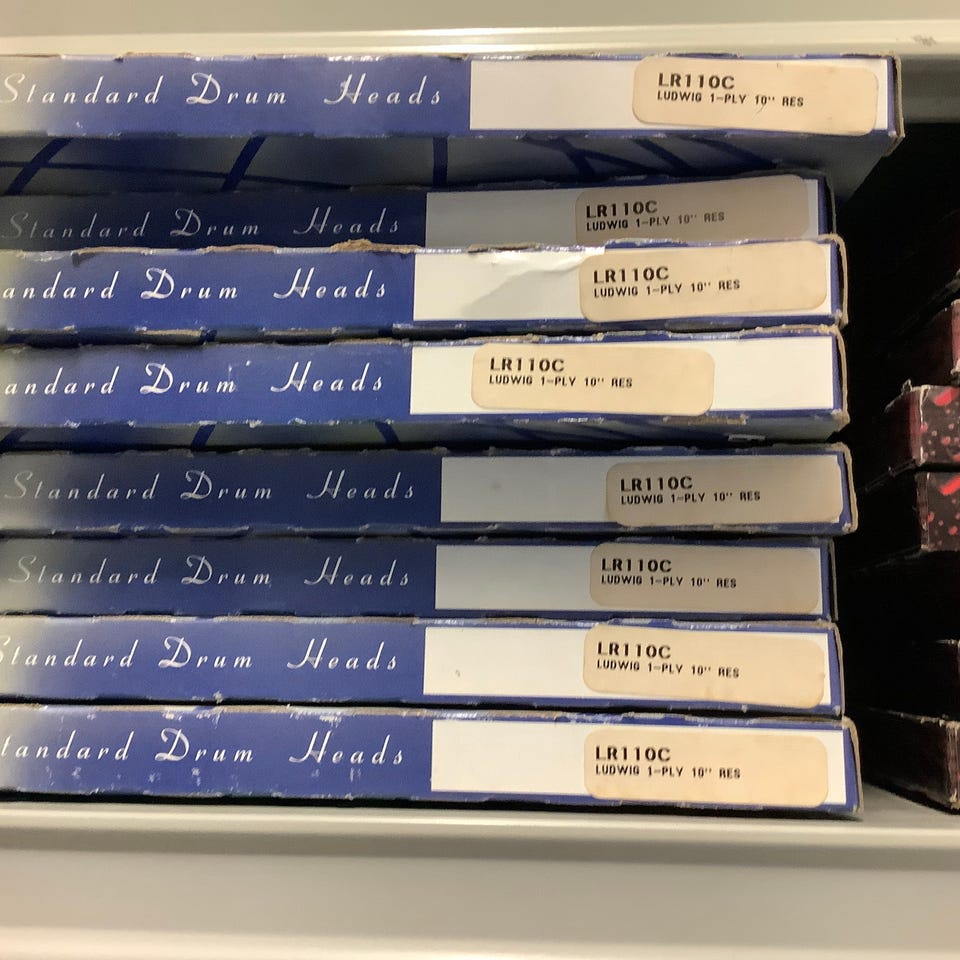 Standard Drum Heads
LR110C
LUDWIG 1-PLY 10" RES
Standard Drum Heads
LR110C
LUDWIG 1-PLY 10" RES
andard Drum Heads
LR110C
LUDWIG 1-PLY 10" RES
andard Drum Heads
LR110C
LUDWIG 1-PLY 10" RES
Standard Drum Heads
LR110C
LUDWIG 1-PLY 10" RES
Standard Drum Heads
LR110C
LUDWIG 1-PLY 10" RES
Standard Drum Heads
LR110C
LUDWIG 1-PLY 10" RES
tandard Drum Heads
LR110C
LUDWIG 1-PLY 10" RES